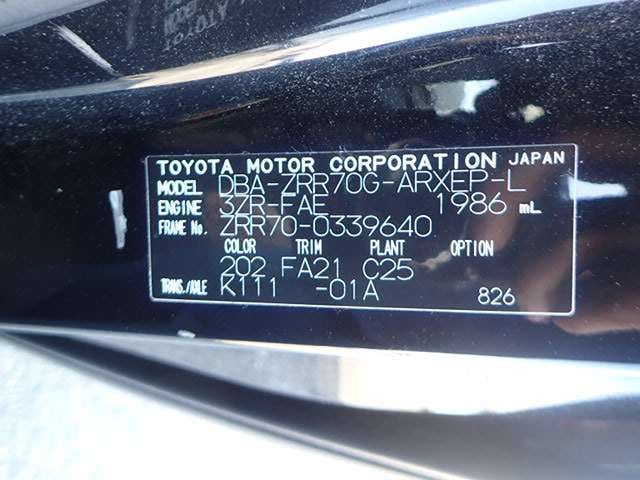 TOYOTA MOTOR CORPORATION JAPAN
MODEL DBA-ZRR70G-ARXEP-L
ENGINE 3ZR-FAE 1986 mL
FRAME No. ZRR70-0339640
COLOR TRIM PLANT OPTION
202 FA21 C25
TRANS./AXLE K111 -01A 826